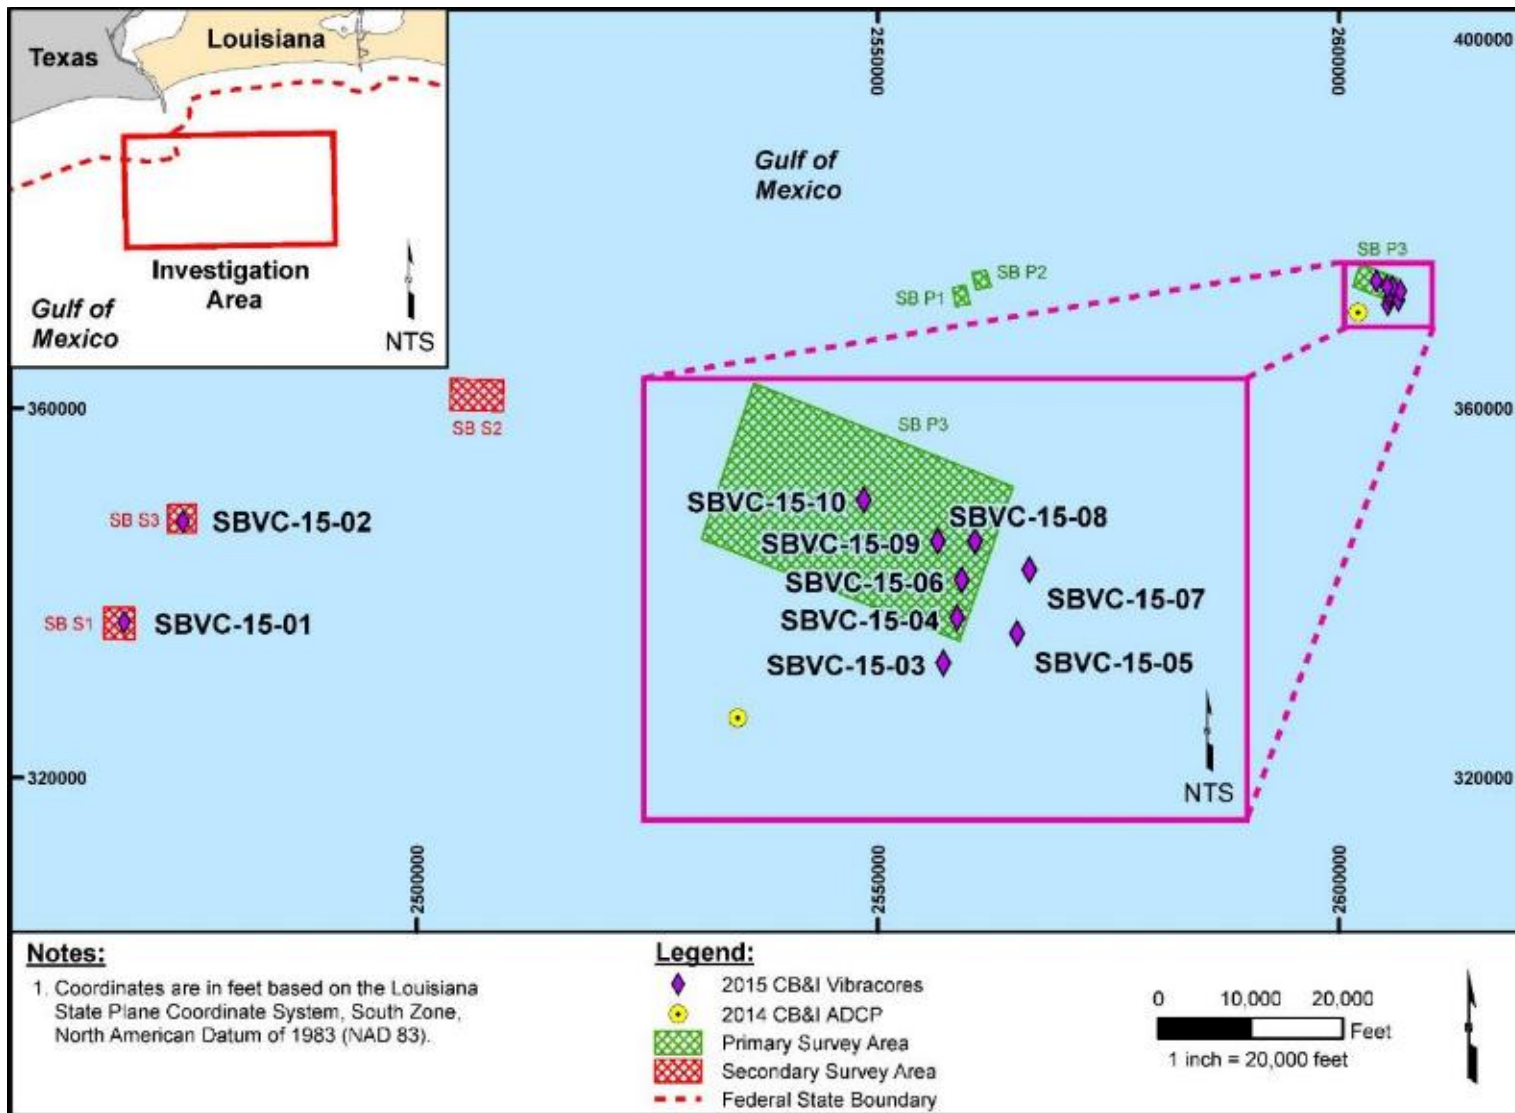 Texas
Louisiana
Investigation
Area
Gulf of
Mexico
NTS
2550000
2600000
400000
Gulf of
Mexico
SB P3
SB P2
SB P1
360000
360000
SB S2
SB P3
SBVC-15-10
SBVC-15-08
SB S3
SBVC-15-02
SBVC-15-09
SBVC-15-06
SBVC-15-07
SB S1
SBVC-15-01
SBVC-15-04
SBVC-15-03
SBVC-15-05
320000
320000
NTS
2500000
2550000
2600000
Notes:
1. Coordinates are in feet based on the Louisiana
State Plane Coordinate System, South Zone,
North American Datum of 1983 (NAD 83).
Legend:
2015 CB&I Vibracores
2014 CB&I ADCP
Primary Survey Area
Secondary Survey Area
Federal State Boundary
0 10,000 20,000
Feet
1 inch = 20,000 feet